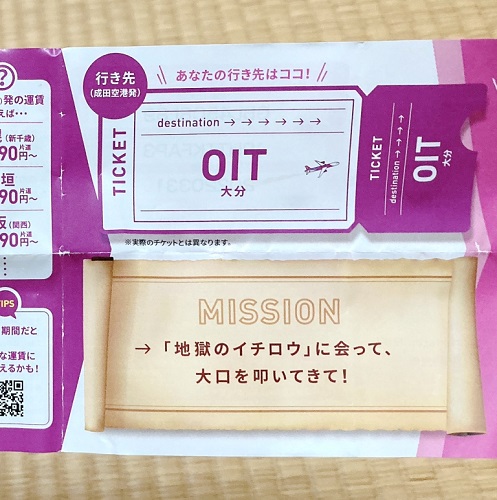 ?
発の運賃
えば・・・
(新千歳)
90円~
片道
垣
90円~
片道
阪(関西)
90円~
片道
TIPS
期間だと
な運賃に
えるかも!
行き先
(成田空港発)
あなたの行き先はココ!
TICKET
destination → → → → → →
OIT
大分
TICKET
destination → → → →
OIT
大分
※実際のチケットとは異なります。
MISSION
→「地獄のイチロウ」に会って、
大口を叩いてきて!